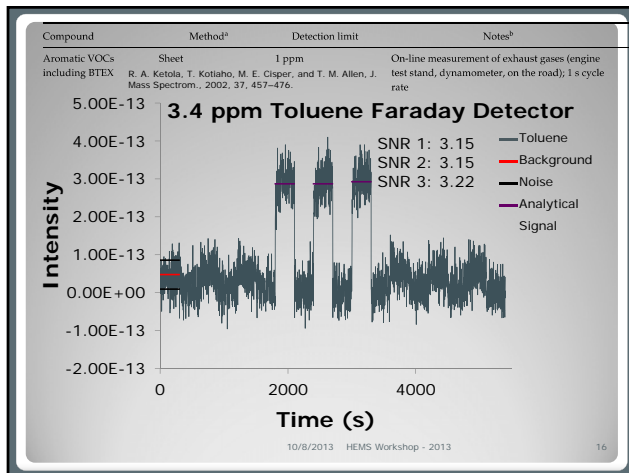 Compound Methodᵃ Detection limit Notesᵇ
Aromatic VOCs Sheet 1 ppm On-line measurement of exhaust gases (engine
including BTEX test stand, dynamometer, on the road); 1 s cycle
rate
R. A. Ketola, T. Kotiaho, M. E. Cisper, and T. M. Allen, J.
Mass Spectrom., 2002, 37, 457–476.
3.4 ppm Toluene Faraday Detector
SNR 1: 3.15
SNR 2: 3.15
SNR 3: 3.22
Toluene
Background
Noise
Analytical
Signal
Intensity
5.00E-13
4.00E-13
3.00E-13
2.00E-13
1.00E-13
0.00E+00
-1.00E-13
-2.00E-13
0 2000 4000
Time (s)
10/8/2013 HEMS Workshop - 2013 16